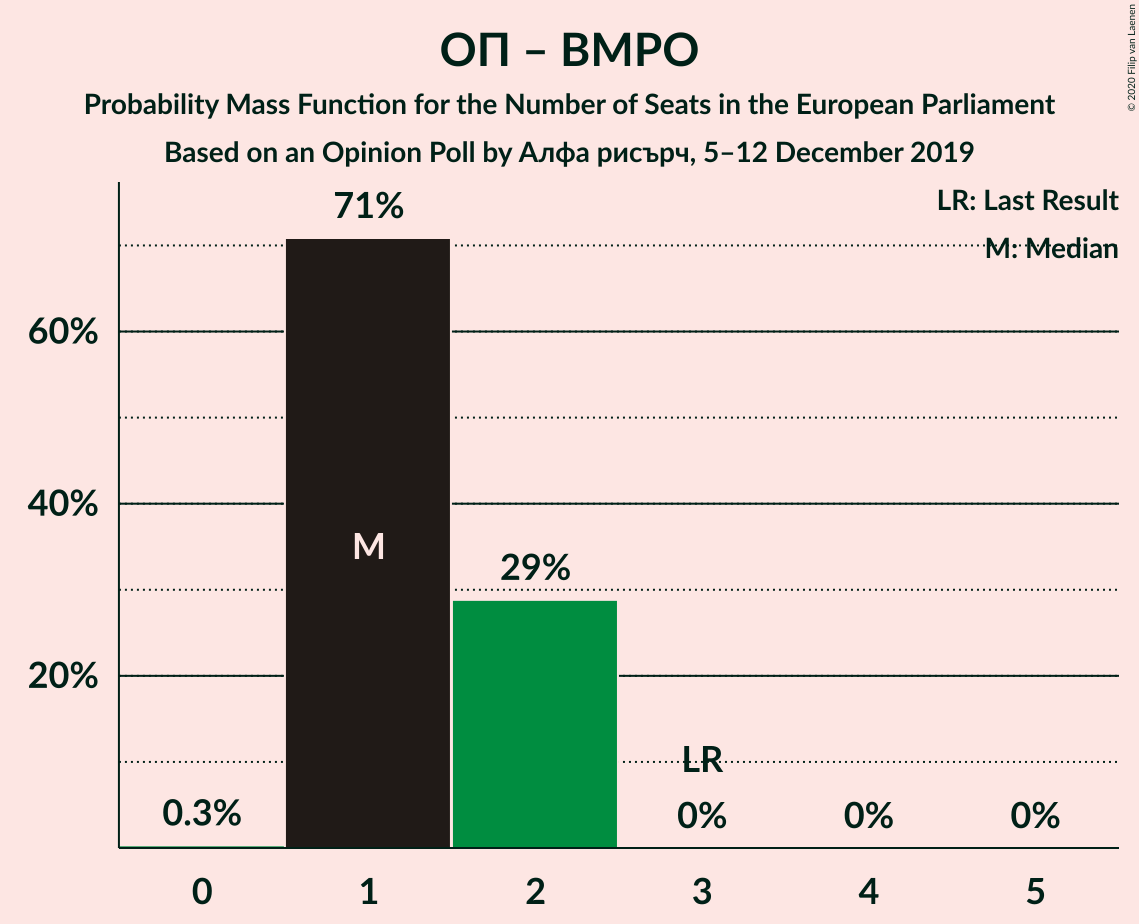 ОП – ВМРО
Probability Mass Function for the Number of Seats in the European Parliament
Based on an Opinion Poll by Алфа рисърч, 5–12 December 2019
© 2020 Filip van Laenen
LR: Last Result
M: Median
71%
60%
40%
M
29%
20%
LR
0.3%
0%
0%
0%
0
1
2
3
4
5